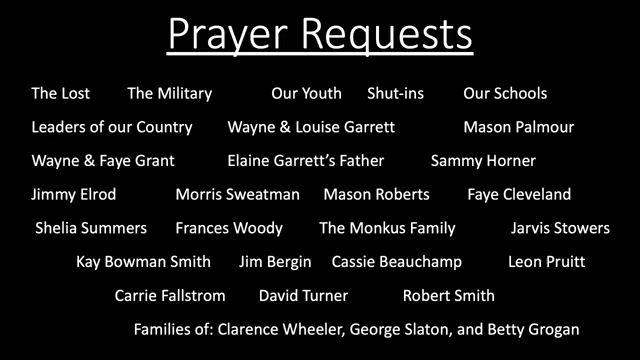 Prayer Requests
The Lost The Military Our Youth Shut-ins Our Schools
Leaders of our Country Wayne & Louise Garrett Mason Palmour
Wayne & Faye Grant Elaine Garrett's Father Sammy Horner
Jimmy Elrod Morris Sweatman Mason Roberts Faye Cleveland
Shelia Summers Frances Woody The Monkus Family Jarvis Stowers
Kay Bowman Smith Jim Bergin Cassie Beauchamp Leon Pruitt
Carrie Fallstrom David Turner Robert Smith
Families of: Clarence Wheeler, George Slaton, and Betty Grogan